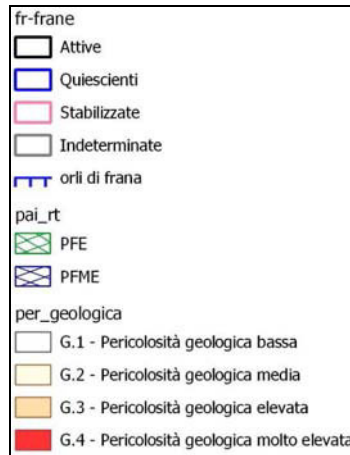 fr-frane
Attive
Quiescienti
Stabilizzate
Indeterminate
orli di frana
pai_rt
PFE
PFME
per_geologica
G.1 - Pericolosità geologica bassa
G.2 - Pericolosità geologica media
G.3 - Pericolosità geologica elevata
G.4 - Pericolosità geologica molto elevata